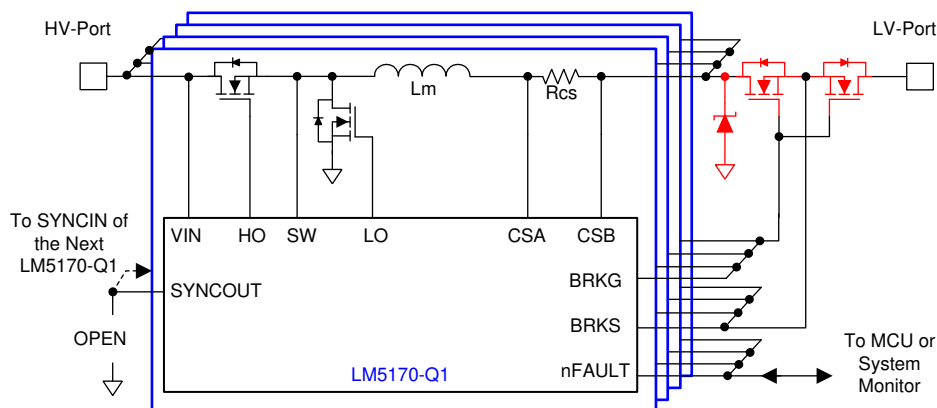 HV-Port
LV-Port
Lm
Rcs
To SYNCIN of
the Next
LM5170-Q1
VIN
HO
SW
LO
CSA
CSB
BRKG
SYNCOUT
BRKS
OPEN
nFAULT
LM5170-Q1
To MCU or
System
Monitor